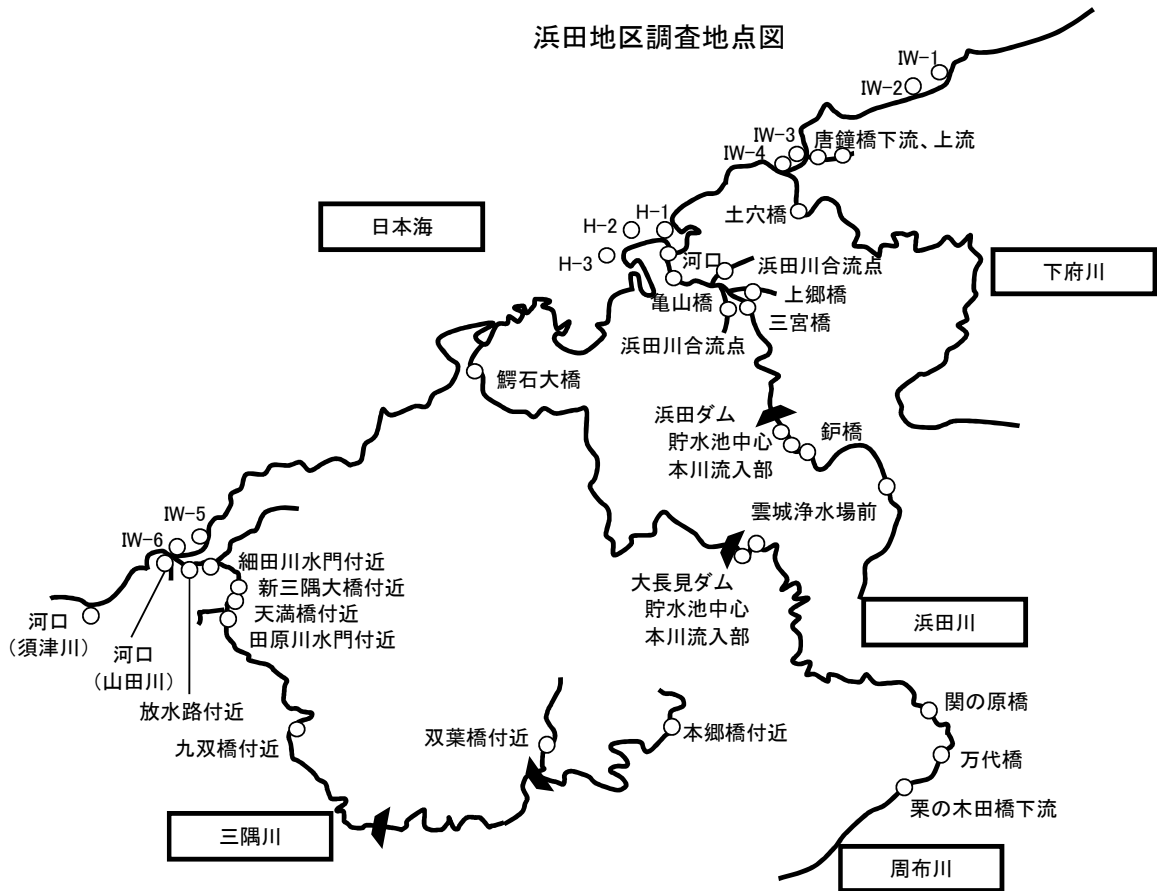 浜田地区調査地点図
IW-1
IW-2
IW-3
IW-4
唐鐘橋下流、上流
土穴橋
日本海
H-1
H-2
H-3
河口
浜田川合流点
下府川
亀山橋
上郷橋
三宮橋
浜田川合流点
鰐石大橋
浜田ダム
貯水池中心
本川流入部
鈩橋
雲城浄水場前
IW-5
IW-6
細田川水門付近
新三隅大橋付近
天満橋付近
田原川水門付近
大長見ダム
貯水池中心
本川流入部
浜田川
河口
(須津川)
河口
(山田川)
放水路付近
九双橋付近
双葉橋付近
本郷橋付近
関の原橋
万代橋
栗の木田橋下流
三隅川
周布川